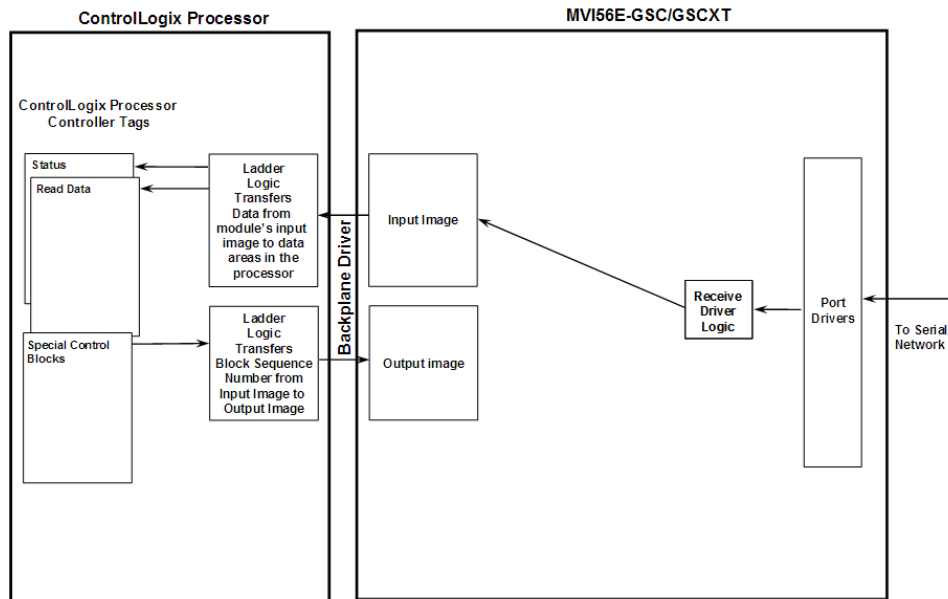 ControlLogix Processor
MVI56E-GSC/GSCXT
ControlLogix Processor
Controller Tags
Status
Read Data
Special Control
Blocks
Ladder
Logic
Transfers
Data from
module's input
image to data
areas in the
processor
Ladder
Logic
Transfers
Block Sequence
Number from
Input Image to
Output Image
Backplane Driver
Input Image
Output image
Receive
Driver
Logic
Port
Drivers
To Serial
Network